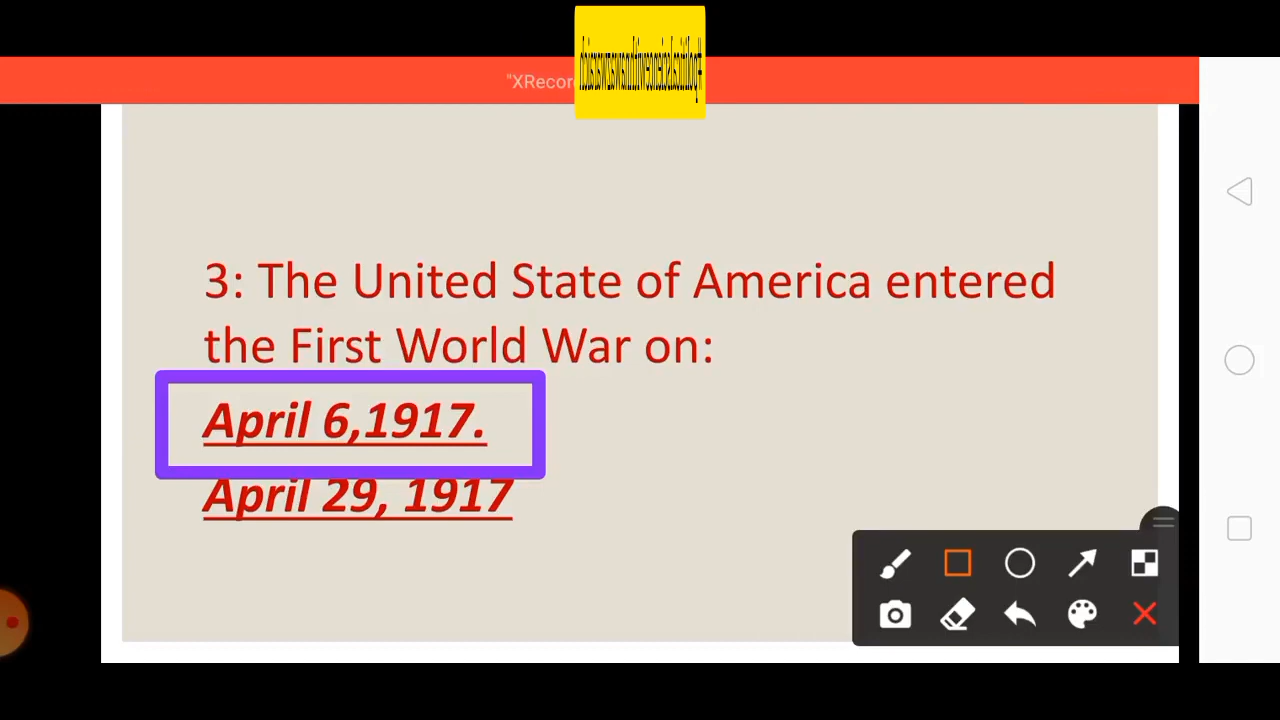 "XRecor
3: The United State of America entered
the First World War on:
April 6,1917.
April 29, 1917